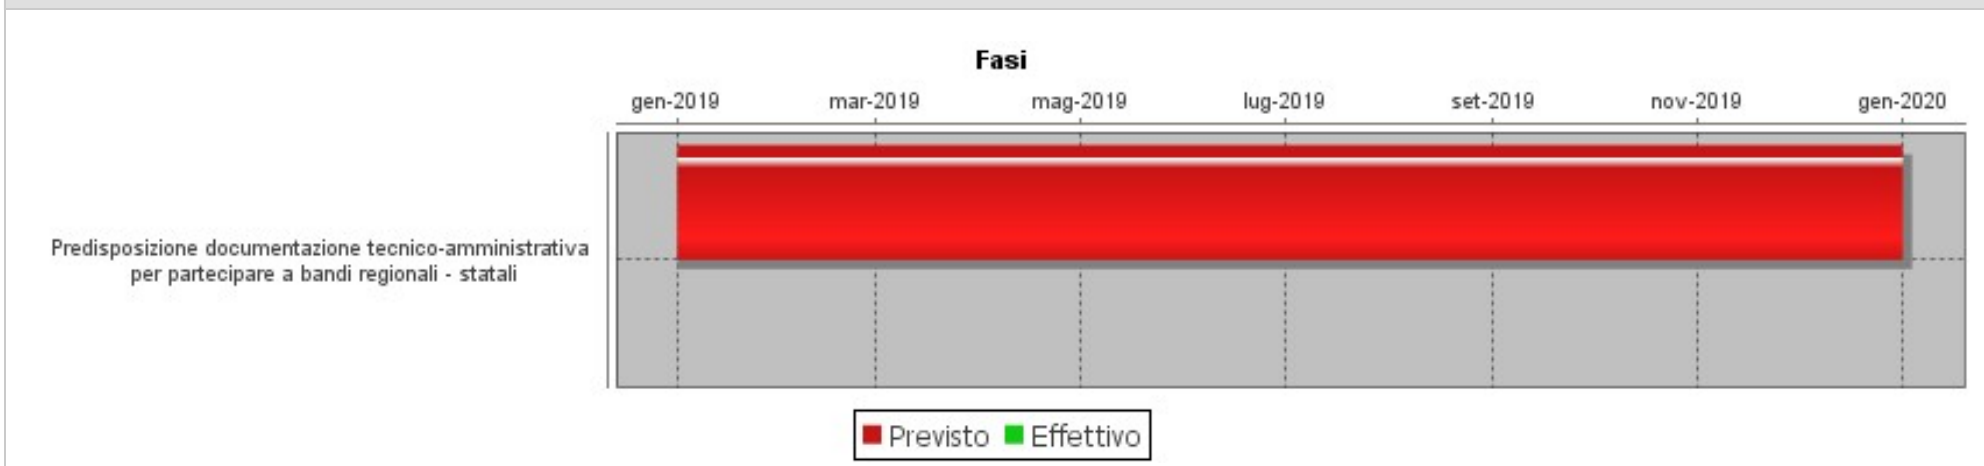 Fasi
gen-2019 mar-2019 mag-2019 lug-2019 set-2019 nov-2019 gen-2020
Predisposizione documentazione tecnico-amministrativa
per partecipare a bandi regionali - statali
Previsto Effettivo